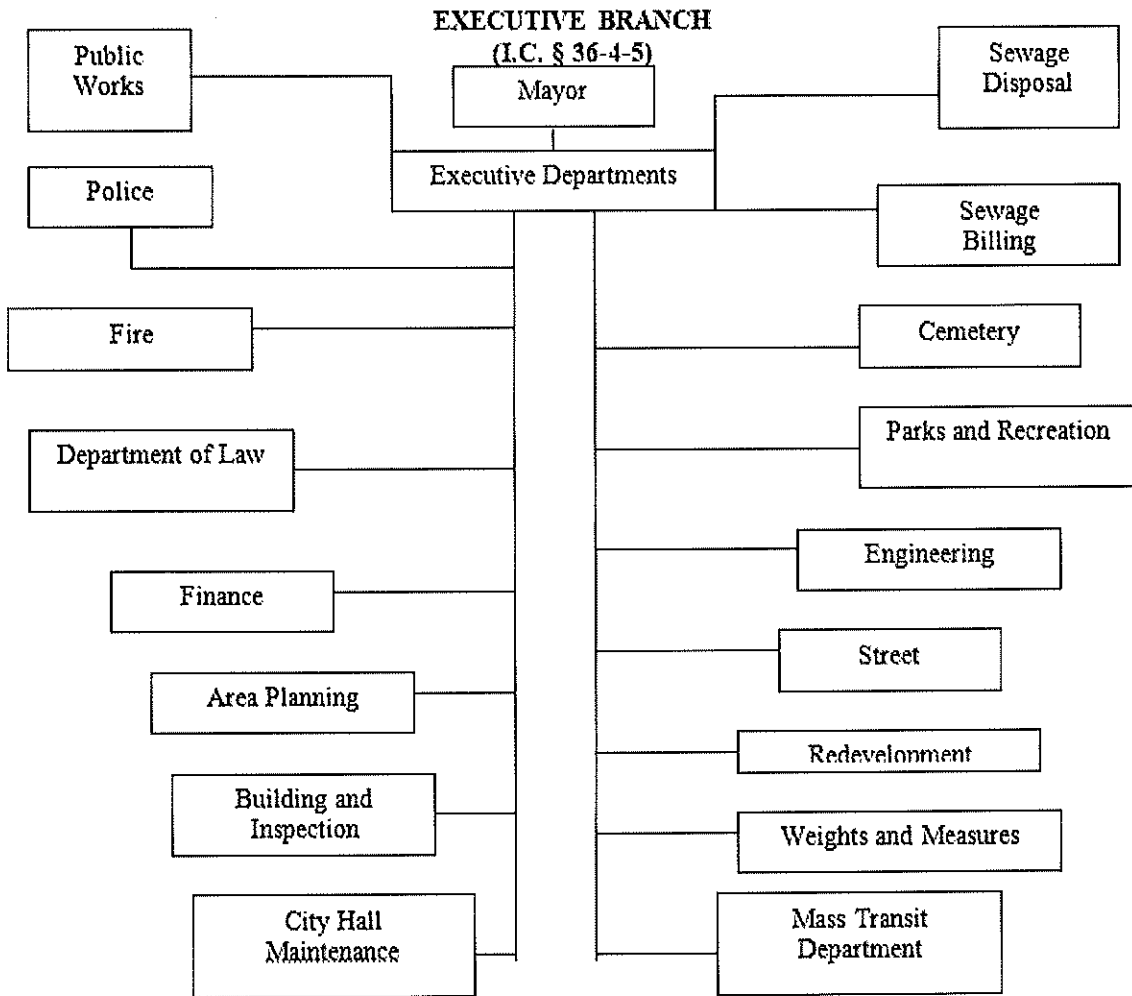 EXECUTIVE BRANCH
(I.C. § 36-4-5)
Mayor
Executive Departments
Public
Works
Police
Fire
Department of Law
Finance
Area Planning
Building and
Inspection
City Hall
Maintenance
Sewage
Disposal
Sewage
Billing
Cemetery
Parks and Recreation
Engineering
Street
Redevelopment
Weights and Measures
Mass Transit
Department